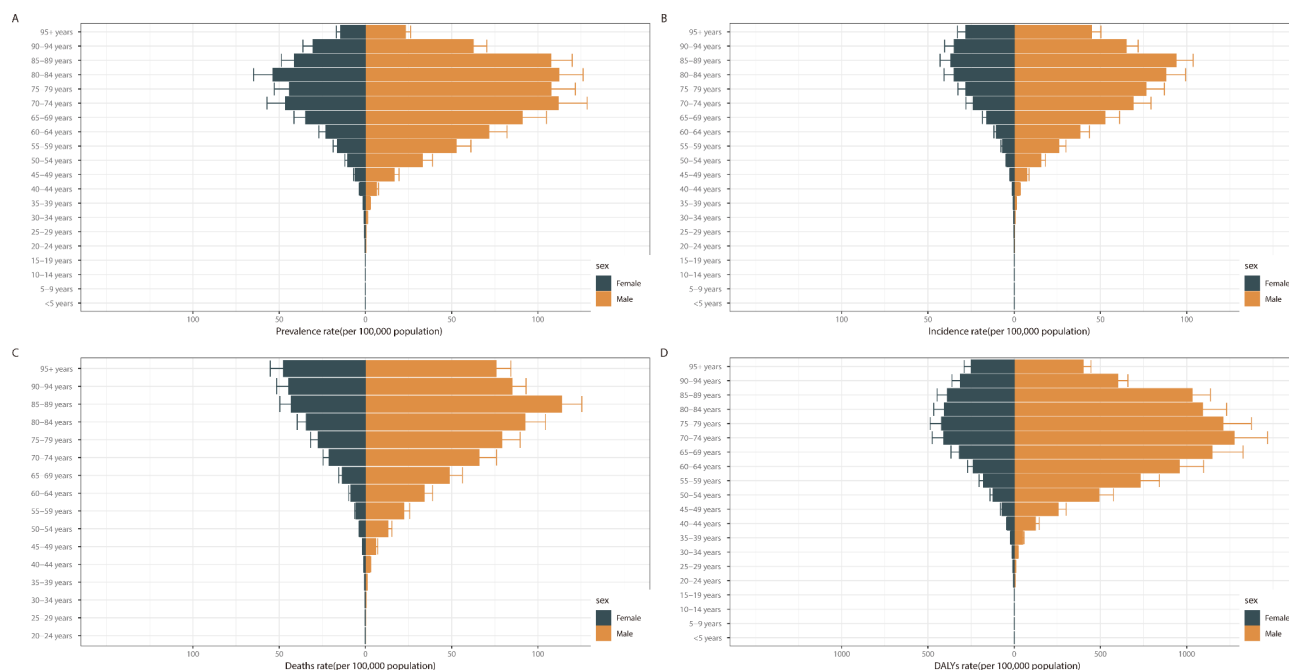 A
95+ years
90−94 years
85−89 years
80−84 years
75 79 years
70−74 years
65−69 years
60−64 years
55−59 years
50−54 years
45−49 years
40−44 years
35−39 years
30−34 years
25−29 years
20−24 years
15−19 years
10−14 years
5−9 years
<5 years
100 50 0 50 100
Prevalence rate(per 100,000 population)
sex
Female
Male
B
95+ years
90−94 years
85−89 years
80−84 years
75 79 years
70−74 years
65−69 years
60−64 years
55−59 years
50−54 years
45−49 years
40−44 years
35−39 years
30−34 years
25−29 years
20−24 years
15−19 years
10−14 years
5−9 years
<5 years
100 50 0 50 100
Incidence rate(per 100,000 population)
sex
Female
Male
C
95+ years
90−94 years
85−89 years
80−84 years
75−79 years
70−74 years
65 69 years
60−64 years
55−59 years
50−54 years
45−49 years
40−44 years
35−39 years
30−34 years
25−29 years
20−24 years
100 50 0 50 100
Deaths rate(per 100,000 population)
sex
Female
Male
D
95+ years
90−94 years
85−89 years
80−84 years
75 79 years
70−74 years
65−69 years
60−64 years
55−59 years
50−54 years
45−49 years
40−44 years
35−39 years
30−34 years
25−29 years
20−24 years
15−19 years
10−14 years
5−9 years
<5 years
1000 500 0 500 1000
DALYs rate(per 100,000 population)
sex
Female
Male